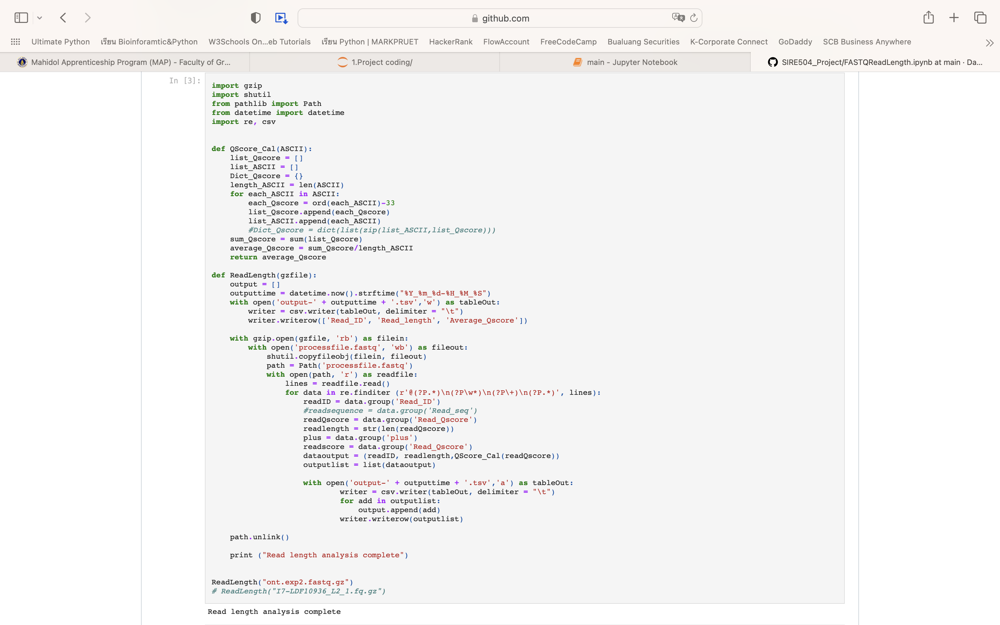 github.com
Ultimate Python เรียน Bioinforamtic&Python W3Schools On...eb Tutorials เรียน Python | MARKPRUET HackerRank FlowAccount FreeCodeCamp Bualuang Securities K-Corporate Connect GoDaddy SCB Business Anywhere
Mahidol Apprenticeship Program (MAP) - Faculty of Gr... 1.Project coding/ main - Jupyter Notebook SIRE504_Project/FASTQReadLength.ipynb at main · Da...
In [3]:
import gzip
import shutil
from pathlib import Path
from datetime import datetime
import re, csv
def QScore_Cal(ASCII):
    list_Qscore = []
    list_ASCII = []
    Dict_Qscore = {}
    length_ASCII = len(ASCII)
    for each_ASCII in ASCII:
        each_Qscore = ord(each_ASCII)-33
        list_Qscore.append(each_Qscore)
        list_ASCII.append(each_ASCII)
        #Dict_Qscore = dict(list(zip(list_ASCII,list_Qscore)))
    sum_Qscore = sum(list_Qscore)
    average_Qscore = sum_Qscore/length_ASCII
    return average_Qscore
def ReadLength(gzfile):
    output = []
    outputtime = datetime.now().strftime("%Y_%m_%d-%H_%M_%S")
    with open('output-' + outputtime + '.tsv','w') as tableOut:
        writer = csv.writer(tableOut, delimiter = "\t")
        writer.writerow(['Read_ID', 'Read_length', 'Average_Qscore'])
    with gzip.open(gzfile, 'rb') as filein:
        with open('processfile.fastq', 'wb') as fileout:
            shutil.copyfileobj(filein, fileout)
            path = Path('processfile.fastq')
            with open(path, 'r') as readfile:
                lines = readfile.read()
                for data in re.finditer (r'@(?P.*)\n(?P\w*)\n(?P\+)\n(?P.*)', lines):
                    readID = data.group('Read_ID')
                    #readsequence = data.group('Read_seq')
                    readQscore = data.group('Read_Qscore')
                    readlength = str(len(readQscore))
                    plus = data.group('plus')
                    readscore = data.group('Read_Qscore')
                    dataoutput = (readID, readlength,QScore_Cal(readQscore))
                    outputlist = list(dataoutput)
                    with open('output-' + outputtime + '.tsv','a') as tableOut:
                            writer = csv.writer(tableOut, delimiter = "\t")
                            for add in outputlist:
                                output.append(add)
                            writer.writerow(outputlist)
    path.unlink()
    print ("Read length analysis complete")
ReadLength("ont.exp2.fastq.gz")
# ReadLength("I7-LDF10936_L2_1.fq.gz")
Read length analysis complete